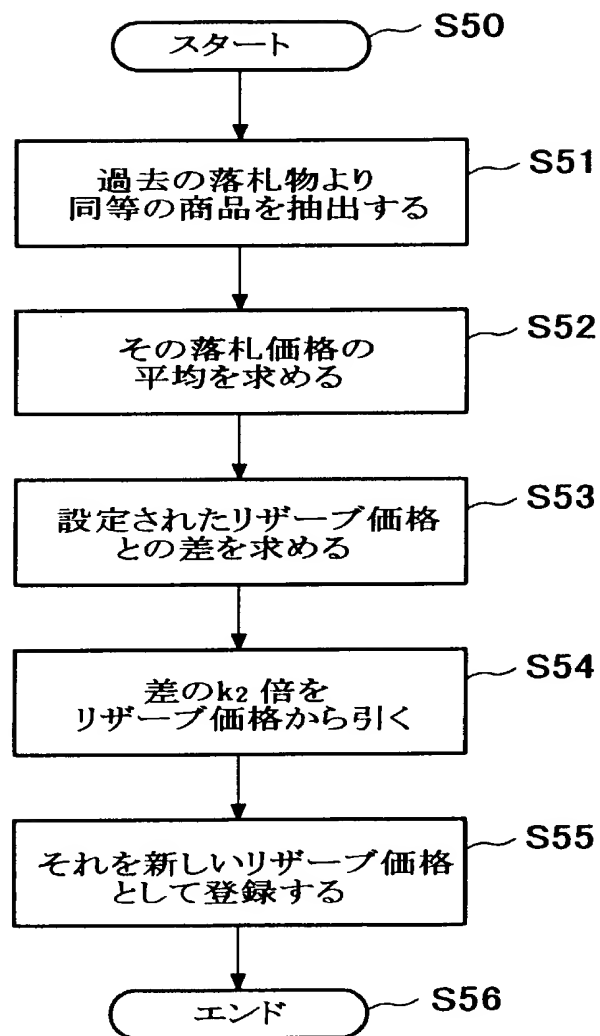 スタート
S50
過去の落札物より
同等の商品を抽出する
S51
その落札価格の
平均を求める
S52
設定されたリザーブ価格
との差を求める
S53
差のk₂倍を
リザーブ価格から引く
S54
それを新しいリザーブ価格
として登録する
S55
エンド
S56